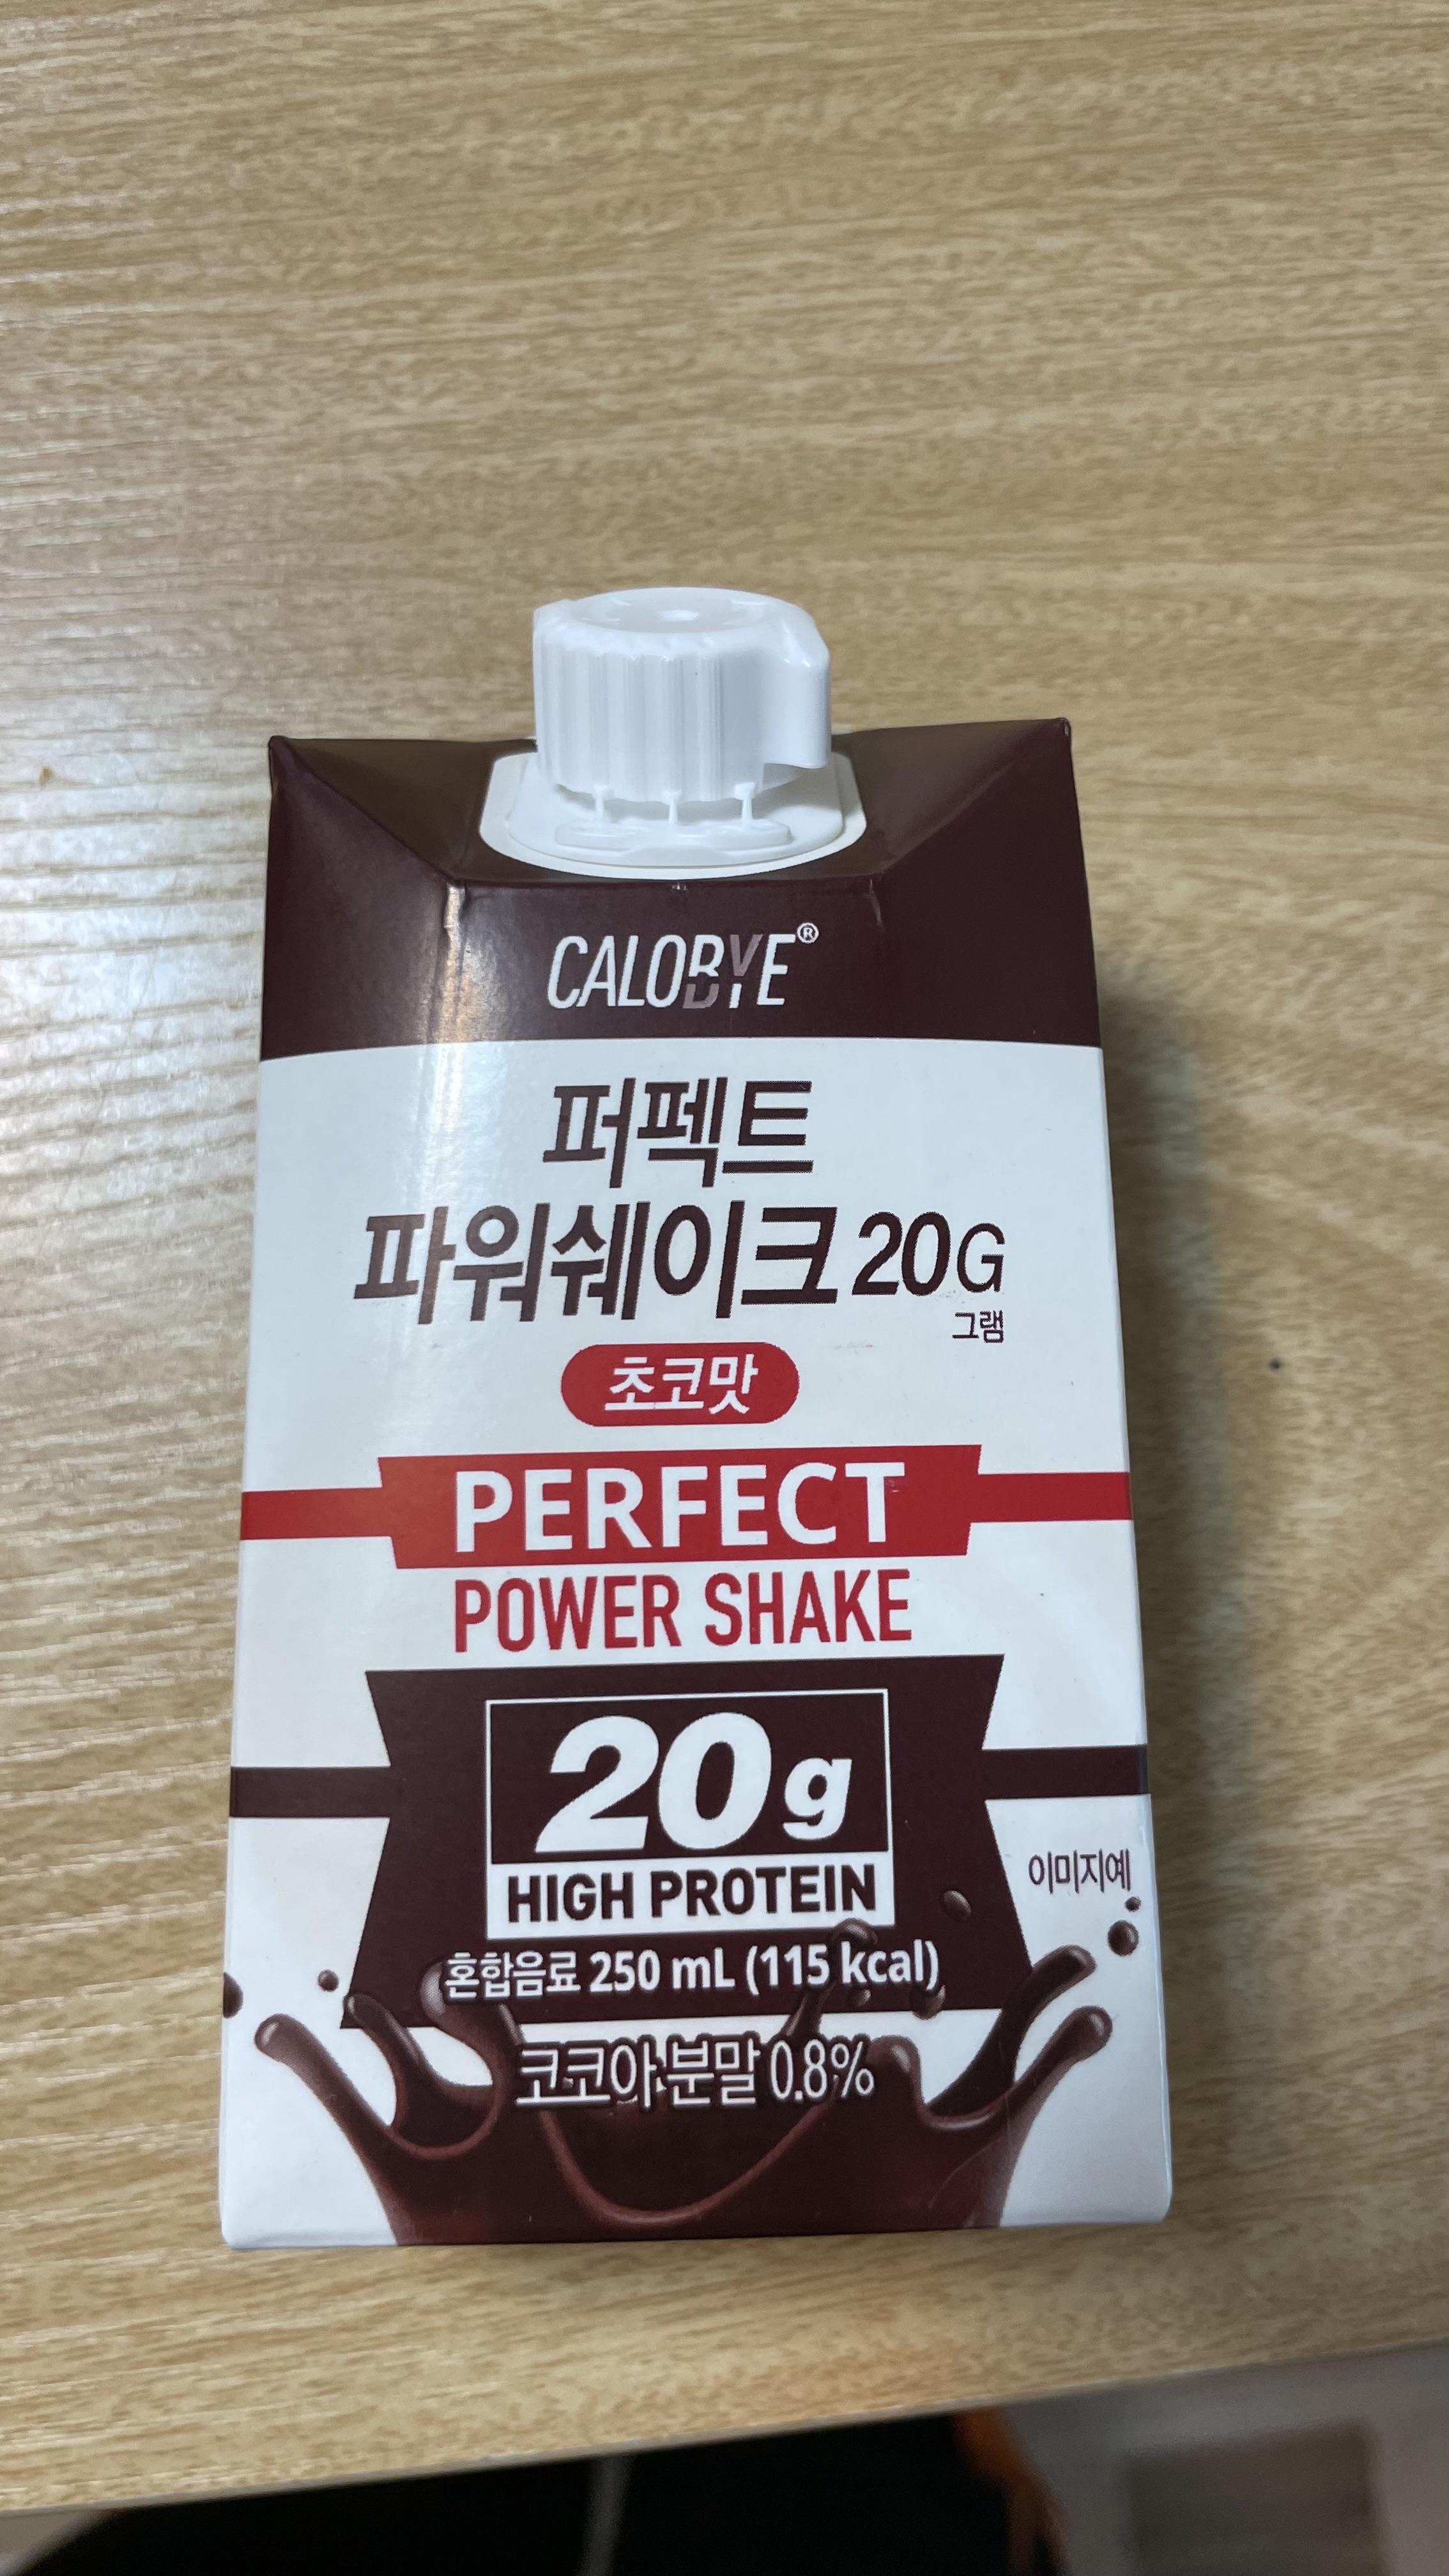 CALOBYE®
퍼펙트
파워쉐이크 20G
그램
초코맛
PERFECT
POWER SHAKE
20g
HIGH PROTEIN
이미지예
혼합음료 250 mL (115 kcal)
코코아분말 0.8%